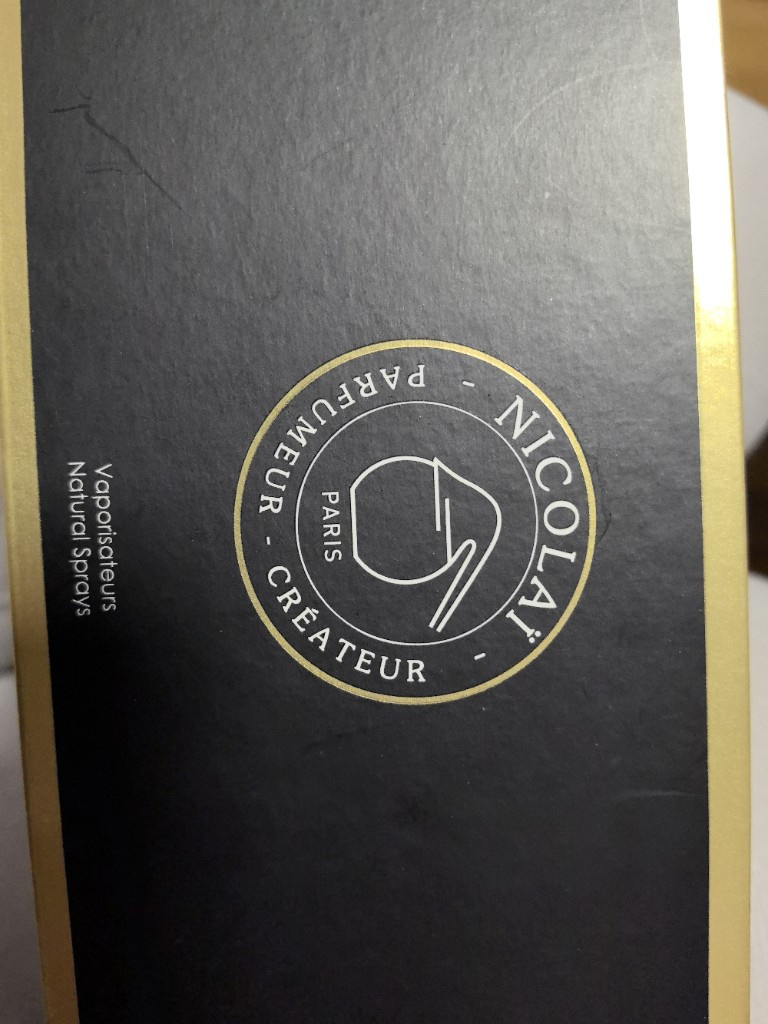 NICOLAÏ - PARFUMEUR - CRÉATEUR -
PARIS
Vaporisateurs
Natural Sprays